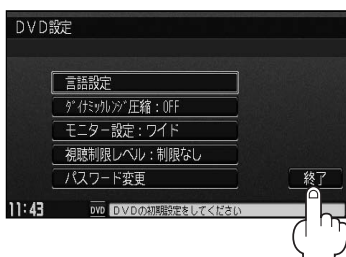 DVD設定
言語設定
ダイナミックレンジ圧縮：OFF
モニター設定：ワイド
視聴制限レベル：制限なし
パスワード変更
終了
11:43 DVD DVDの初期設定をしてください